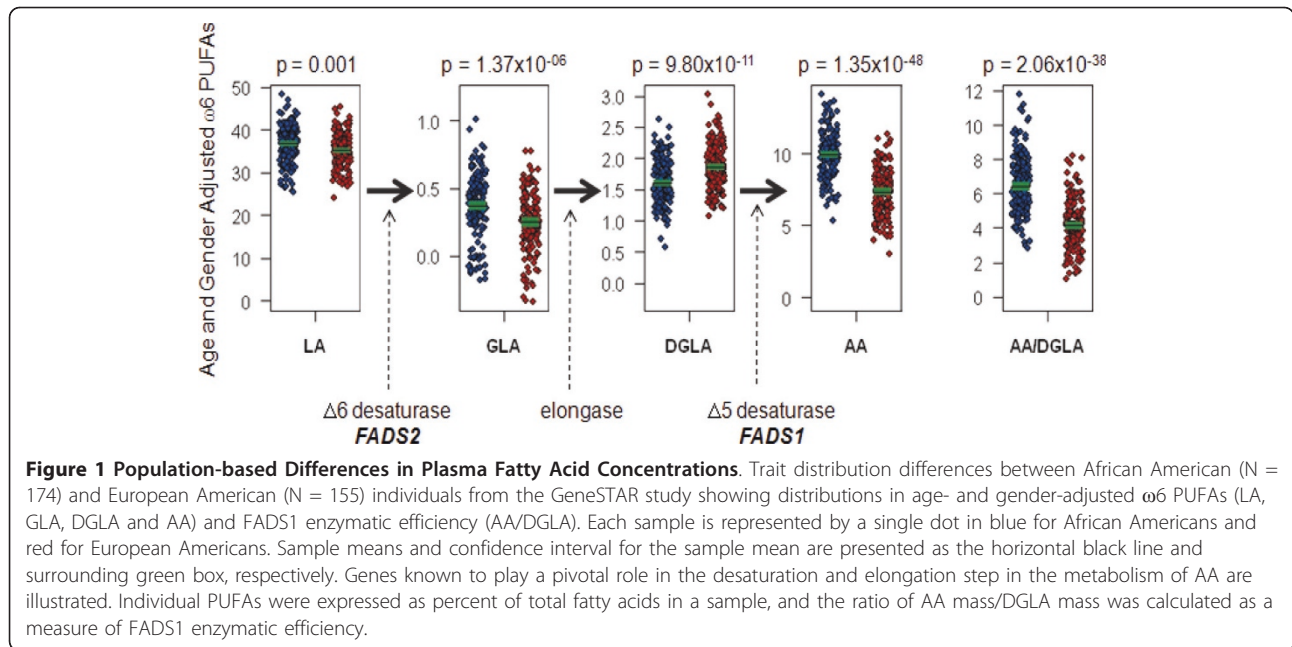 p = 0.001
p = 1.37x10⁻⁰⁶
p = 9.80x10⁻¹¹
p = 1.35x10⁻⁴⁸
p = 2.06x10⁻³⁸
Age and Gender Adjusted ω6 PUFAs
50
40
30
20
10
0
1.0
0.5
0.0
3.0
2.5
2.0
1.5
1.0
0.5
0.0
10
5
0
12
10
8
6
4
2
0
LA
GLA
DGLA
AA
AA/DGLA
Δ6 desaturase
FADS2
elongase
Δ5 desaturase
FADS1
Figure 1 Population-based Differences in Plasma Fatty Acid Concentrations. Trait distribution differences between African American (N =
174) and European American (N = 155) individuals from the GeneSTAR study showing distributions in age- and gender-adjusted ω6 PUFAs (LA,
GLA, DGLA and AA) and FADS1 enzymatic efficiency (AA/DGLA). Each sample is represented by a single dot in blue for African Americans and
red for European Americans. Sample means and confidence interval for the sample mean are presented as the horizontal black line and
surrounding green box, respectively. Genes known to play a pivotal role in the desaturation and elongation step in the metabolism of AA are
illustrated. Individual PUFAs were expressed as percent of total fatty acids in a sample, and the ratio of AA mass/DGLA mass was calculated as a
measure of FADS1 enzymatic efficiency.